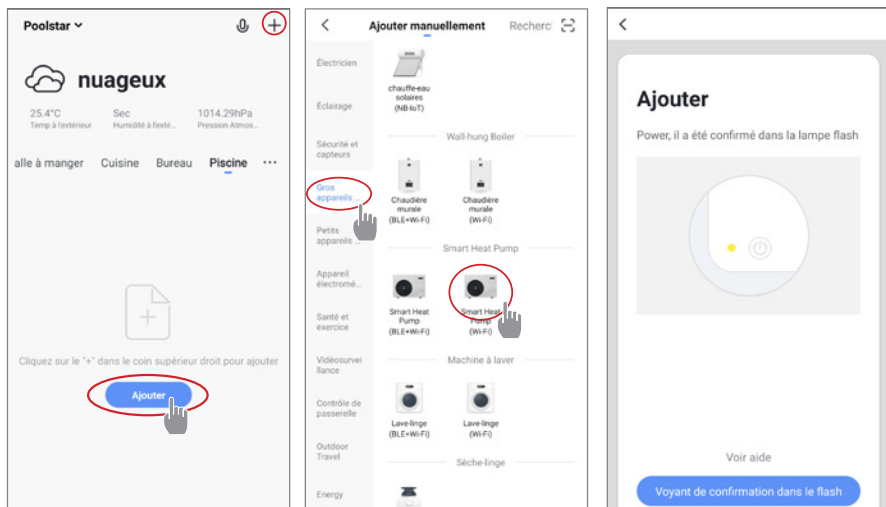 Poolstar
nuageux
25.4°C Sec 1014.29hPa
Temp à l'extérieur Humidité à l'exté... Pression Atmos...
alle à manger Cuisine Bureau Piscine ...
Cliquez sur le "+" dans le coin supérieur droit pour ajouter
Ajouter
Ajouter manuellement Recherc
Électricien
Éclairage
Sécurité et
capteurs
Gros
appareils ...
Petits
appareils ...
Appareil
électromé...
Santé et
exercice
Vidéosurvei
llance
Contrôle de
passerelle
Outdoor
Travel
Energy
chauffe-eau
solaires
(NB-IoT)
Wall-hung Boiler
Chaudière
murale
(BLE+Wi-Fi)
Chaudière
murale
(Wi-Fi)
Smart Heat Pump
Smart Heat
Pump
(BLE+Wi-Fi)
Smart Heat
Pump
(Wi-Fi)
Machine à laver
Lave-linge
(BLE+Wi-Fi)
Lave-linge
(Wi-Fi)
Sèche-linge
Ajouter
Power, il a été confirmé dans la lampe flash
Voir aide
Voyant de confirmation dans le flash